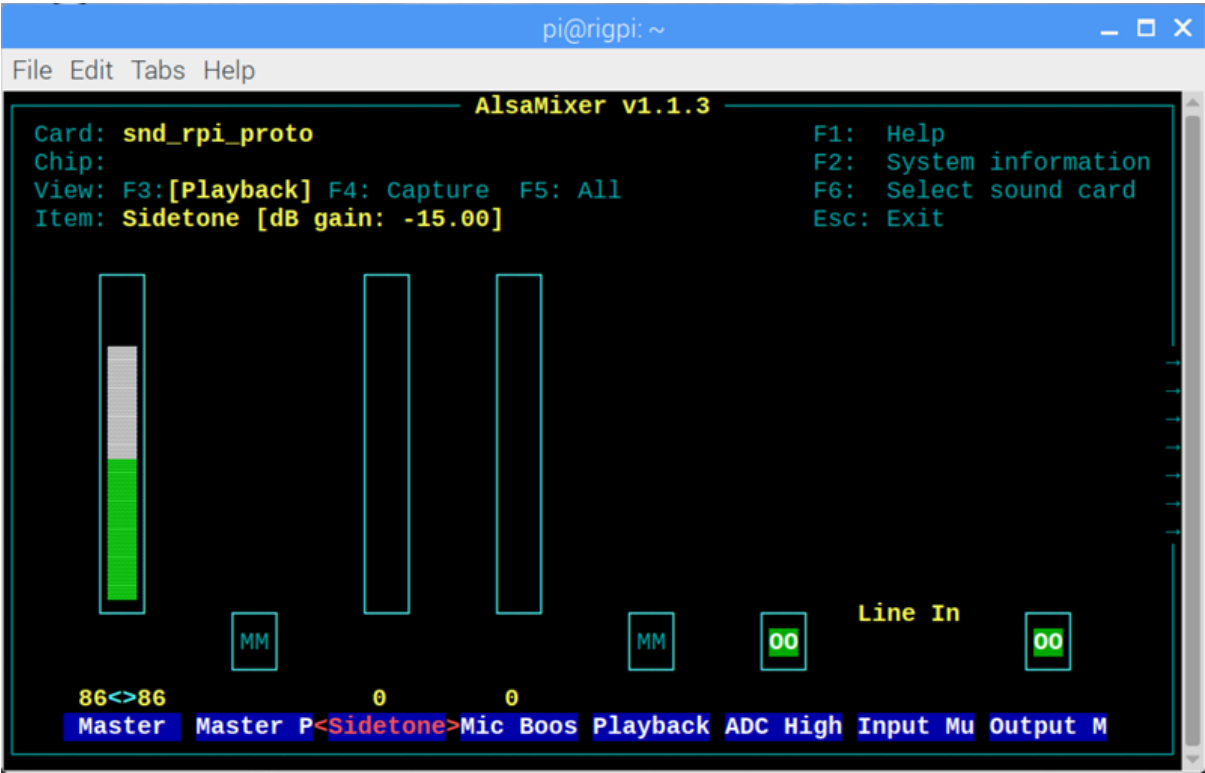 pi@rigpi: ~
File Edit Tabs Help
AlsaMixer v1.1.3
Card: snd_rpi_proto F1: Help
Chip: F2: System information
View: F3:[Playback] F4: Capture F5: All F6: Select sound card
Item: Sidetone [dB gain: -15.00] Esc: Exit
Line In
MM MM OO OO
86<>86 0 0
Master Master P<Sidetone>Mic Boos Playback ADC High Input Mu Output M